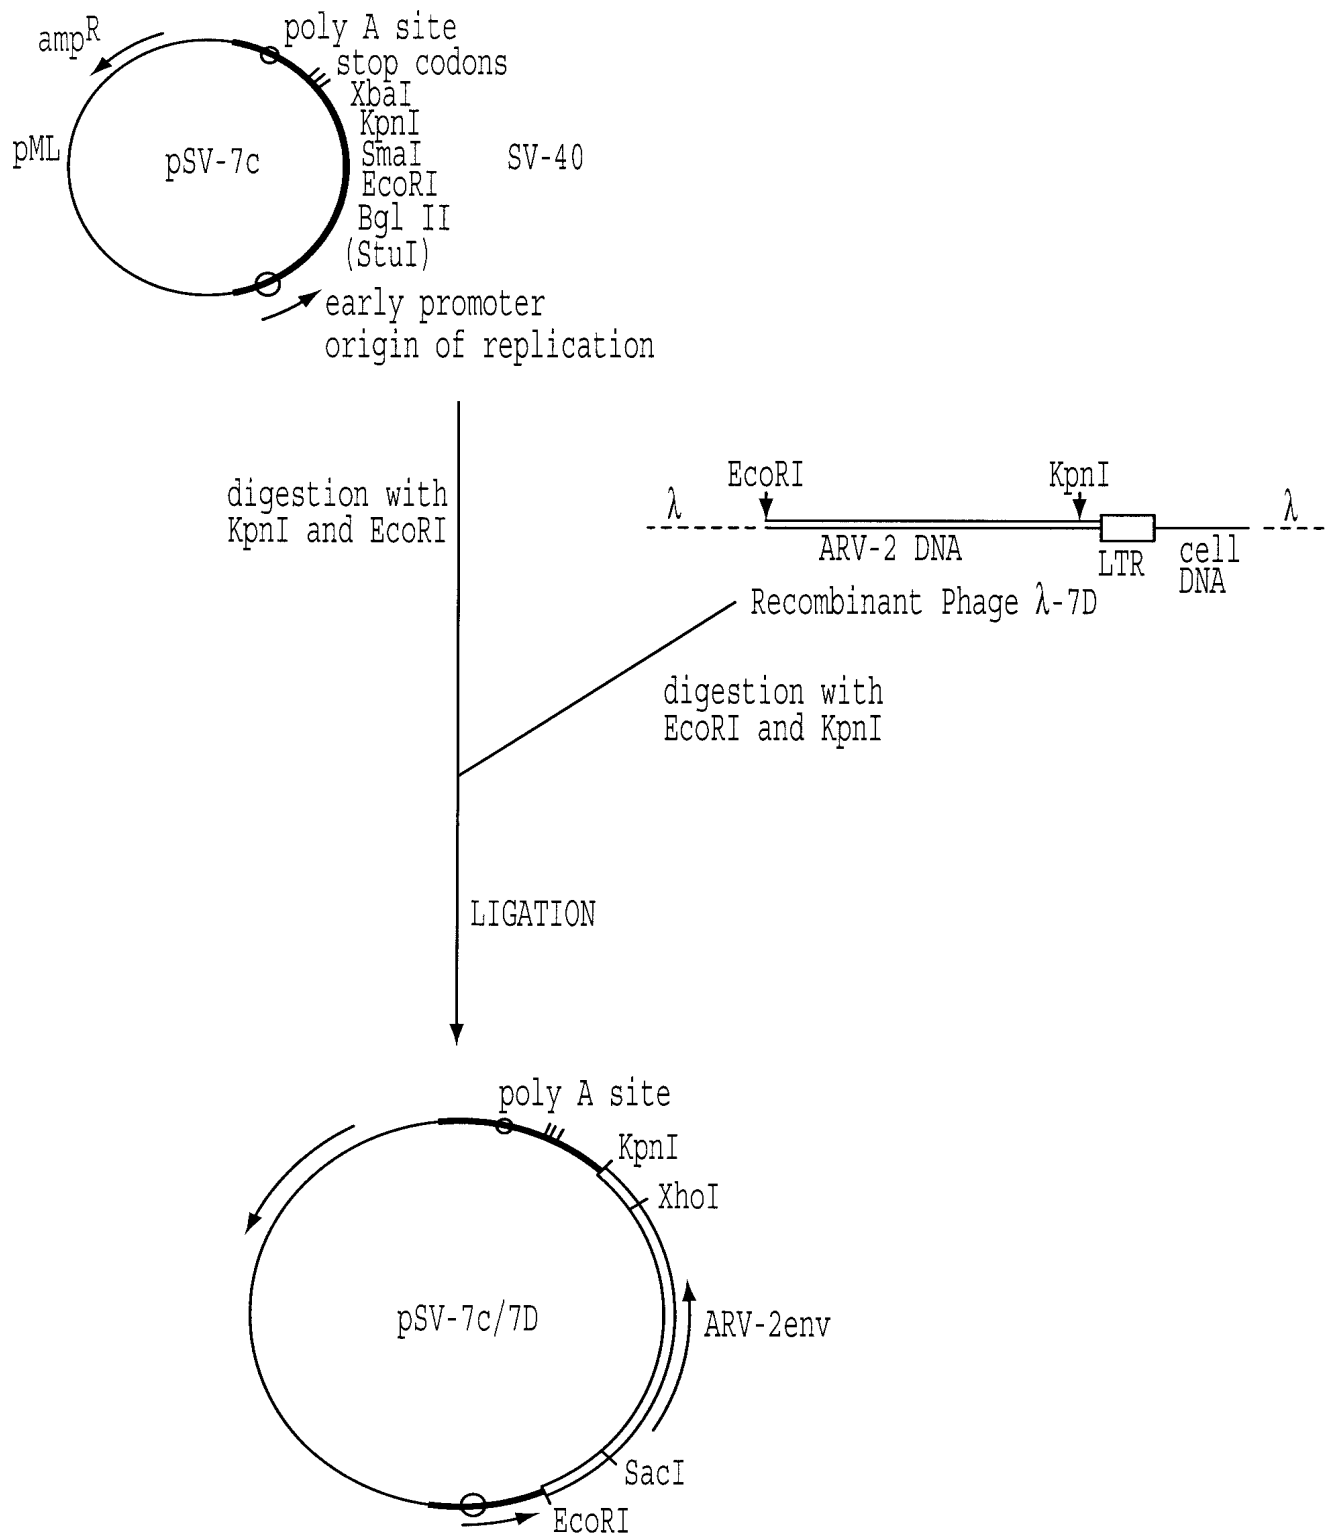 ampR
poly A site
stop codons
XbaI
KpnI
pML
pSV-7c
SmaI
SV-40
EcoRI
Bgl II
(StuI)
early promoter
origin of replication
digestion with
KpnI and EcoRI
EcoRI
KpnI
λ
λ
ARV-2 DNA
LTR
cell
DNA
Recombinant Phage λ-7D
digestion with
EcoRI and KpnI
LIGATION
poly A site
KpnI
XhoI
pSV-7c/7D
ARV-2env
SacI
EcoRI